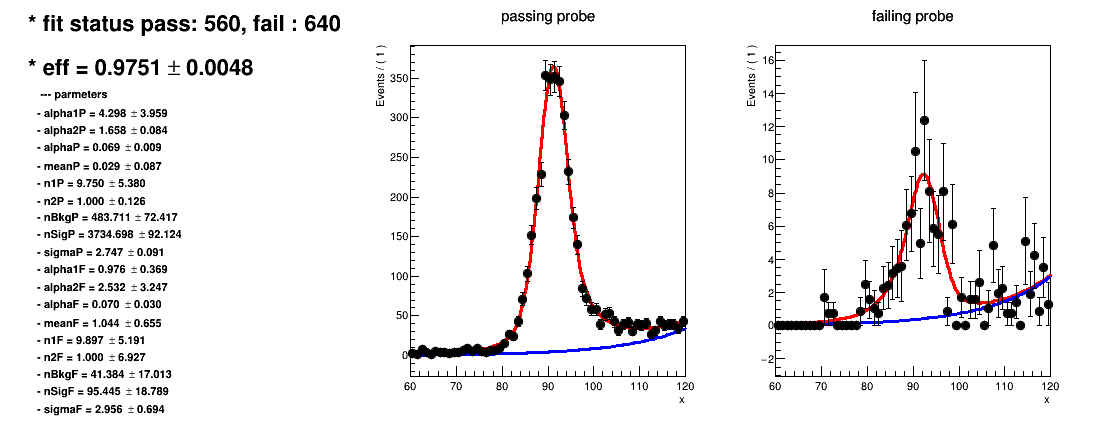 * fit status pass: 560, fail : 640
* eff = 0.9751 ± 0.0048
--- parmeters
- alpha1P = 4.298 ± 3.959
- alpha2P = 1.658 ± 0.084
- alphaP = 0.069 ± 0.009
- meanP = 0.029 ± 0.087
- n1P = 9.750 ± 5.380
- n2P = 1.000 ± 0.126
- nBkgP = 483.711 ± 72.417
- nSigP = 3734.698 ± 92.124
- sigmaP = 2.747 ± 0.091
- alpha1F = 0.976 ± 0.369
- alpha2F = 2.532 ± 3.247
- alphaF = 0.070 ± 0.030
- meanF = 1.044 ± 0.655
- n1F = 9.897 ± 5.191
- n2F = 1.000 ± 6.927
- nBkgF = 41.384 ± 17.013
- nSigF = 95.445 ± 18.789
- sigmaF = 2.956 ± 0.694
passing probe
Events / ( 1 )
350
300
250
200
150
100
50
0
60 70 80 90 100 110 120
x
failing probe
Events / ( 1 )
16
14
12
10
8
6
4
2
0
−2
60 70 80 90 100 110 120
x